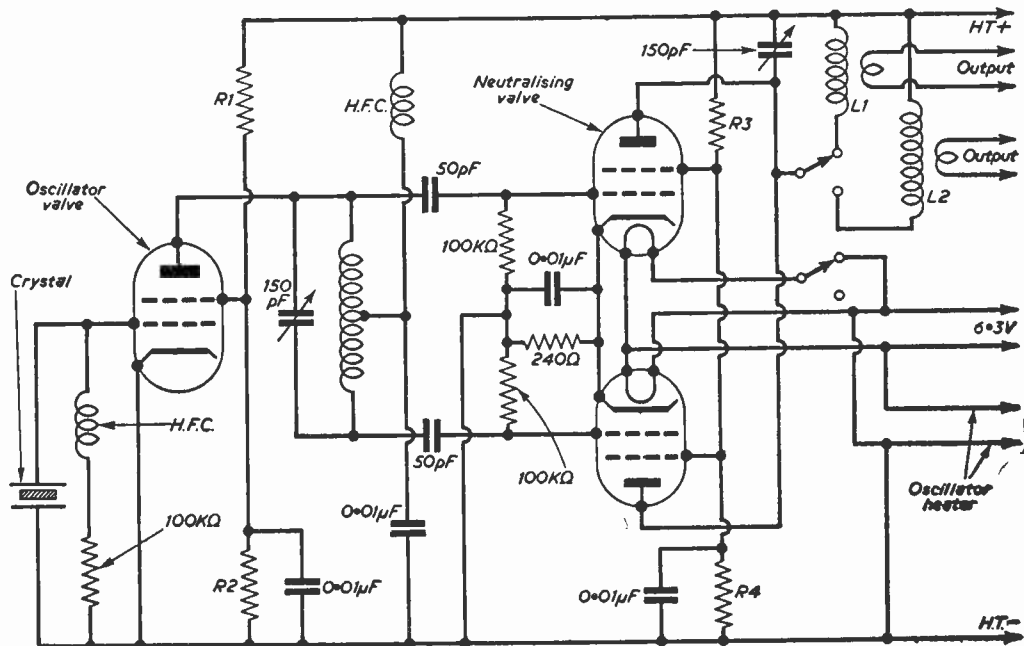 HT+
150pF
Output
Neutralising
valve
R1
H.F.C.
R3
L1
50pF
Output
Oscillator
valve
L2
100KΩ
0·01μF
Crystal
150
pF
6·3V
240Ω
H.F.C.
50pF
100KΩ
Oscillator
heater
100KΩ
0·01μF
R2
0·01μF
0·01μF
R4
H.T.-